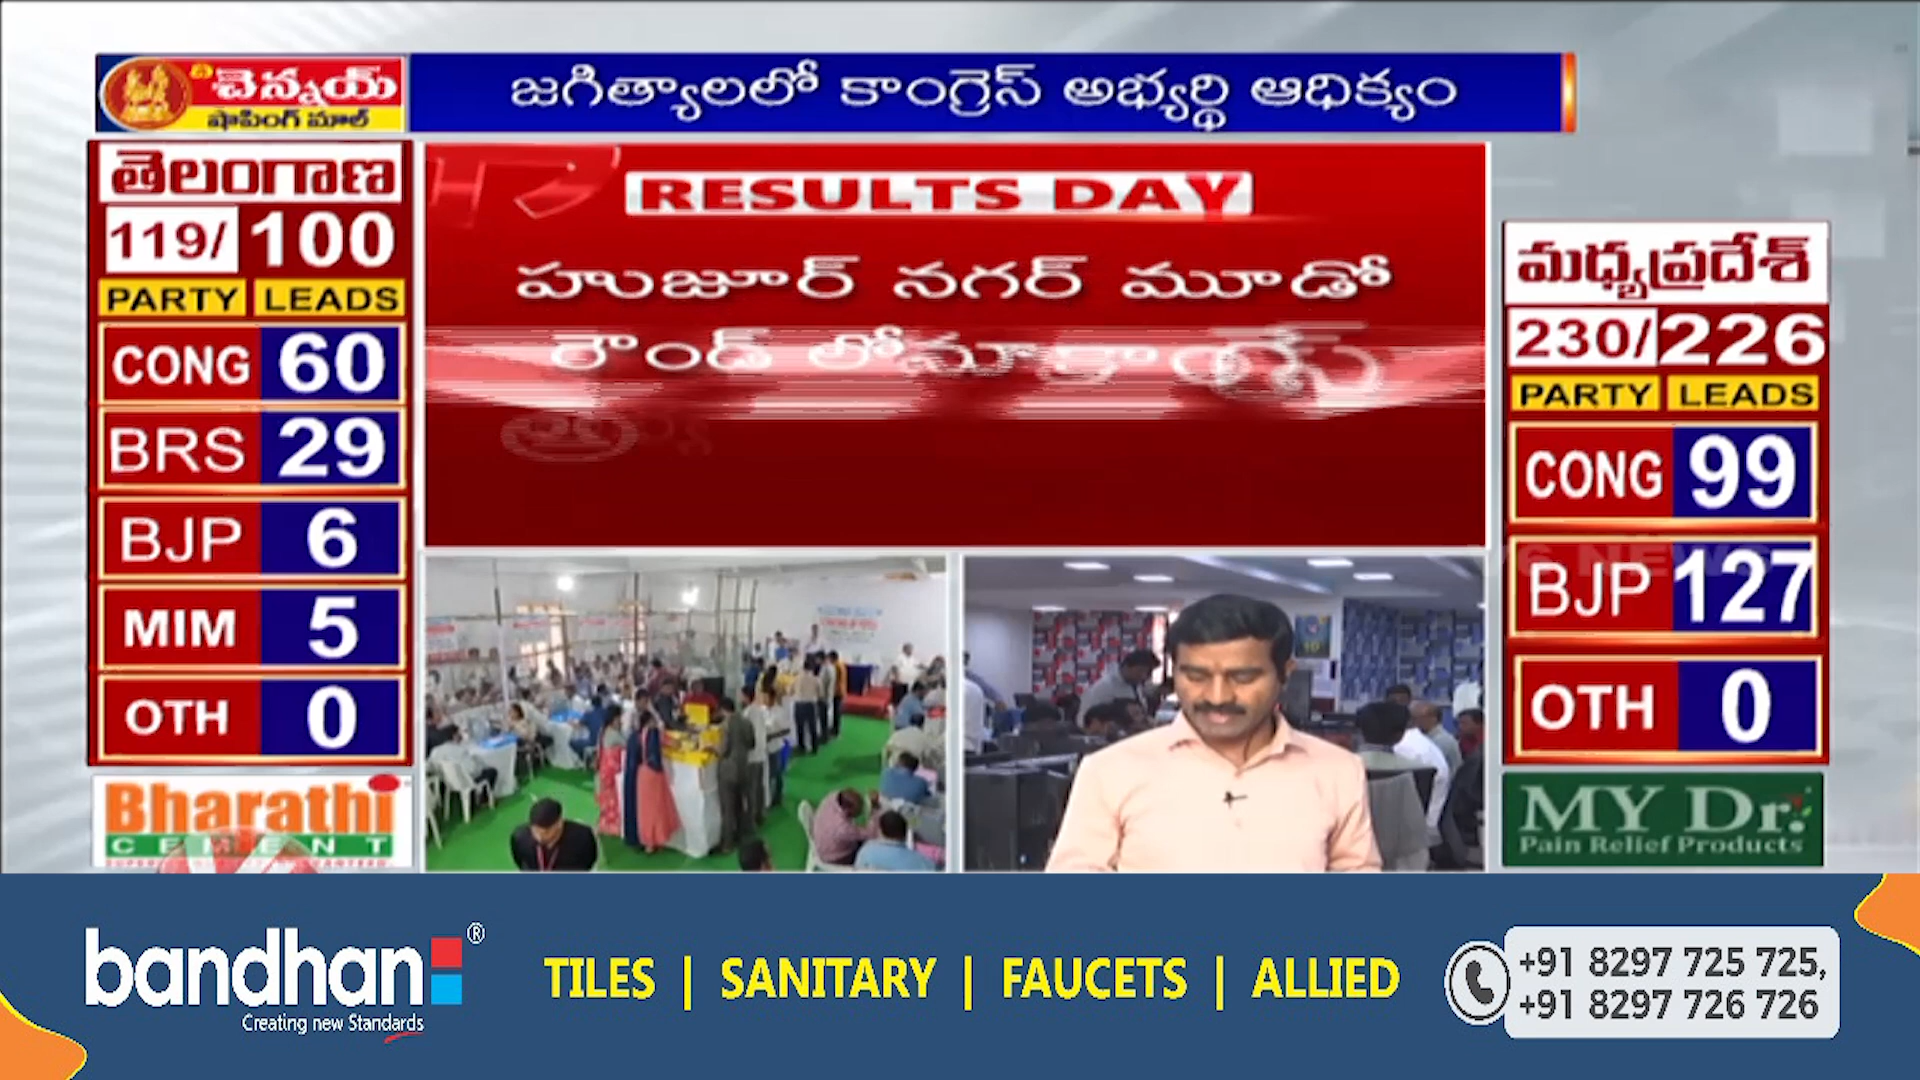 ది చెన్నయ్
షాపింగ్ మాల్
జగిత్యాలలో కాంగ్రెస్ అభ్యర్థి ఆధిక్యం
తెలంగాణ
119/ 100
PARTY LEADS
CONG 60
BRS 29
BJP 6
MIM 5
OTH 0
Bharathi
CEMENT
RESULTS DAY
హుజూర్ నగర్ మూడో
రౌండ్ లోనూ
మధ్యప్రదేశ్
230/ 226
PARTY LEADS
CONG 99
BJP 127
OTH 0
MY Dr.
Pain Relief Products
bandhan®
Creating new Standards
TILES | SANITARY | FAUCETS | ALLIED
+91 8297 725 725,
+91 8297 726 726